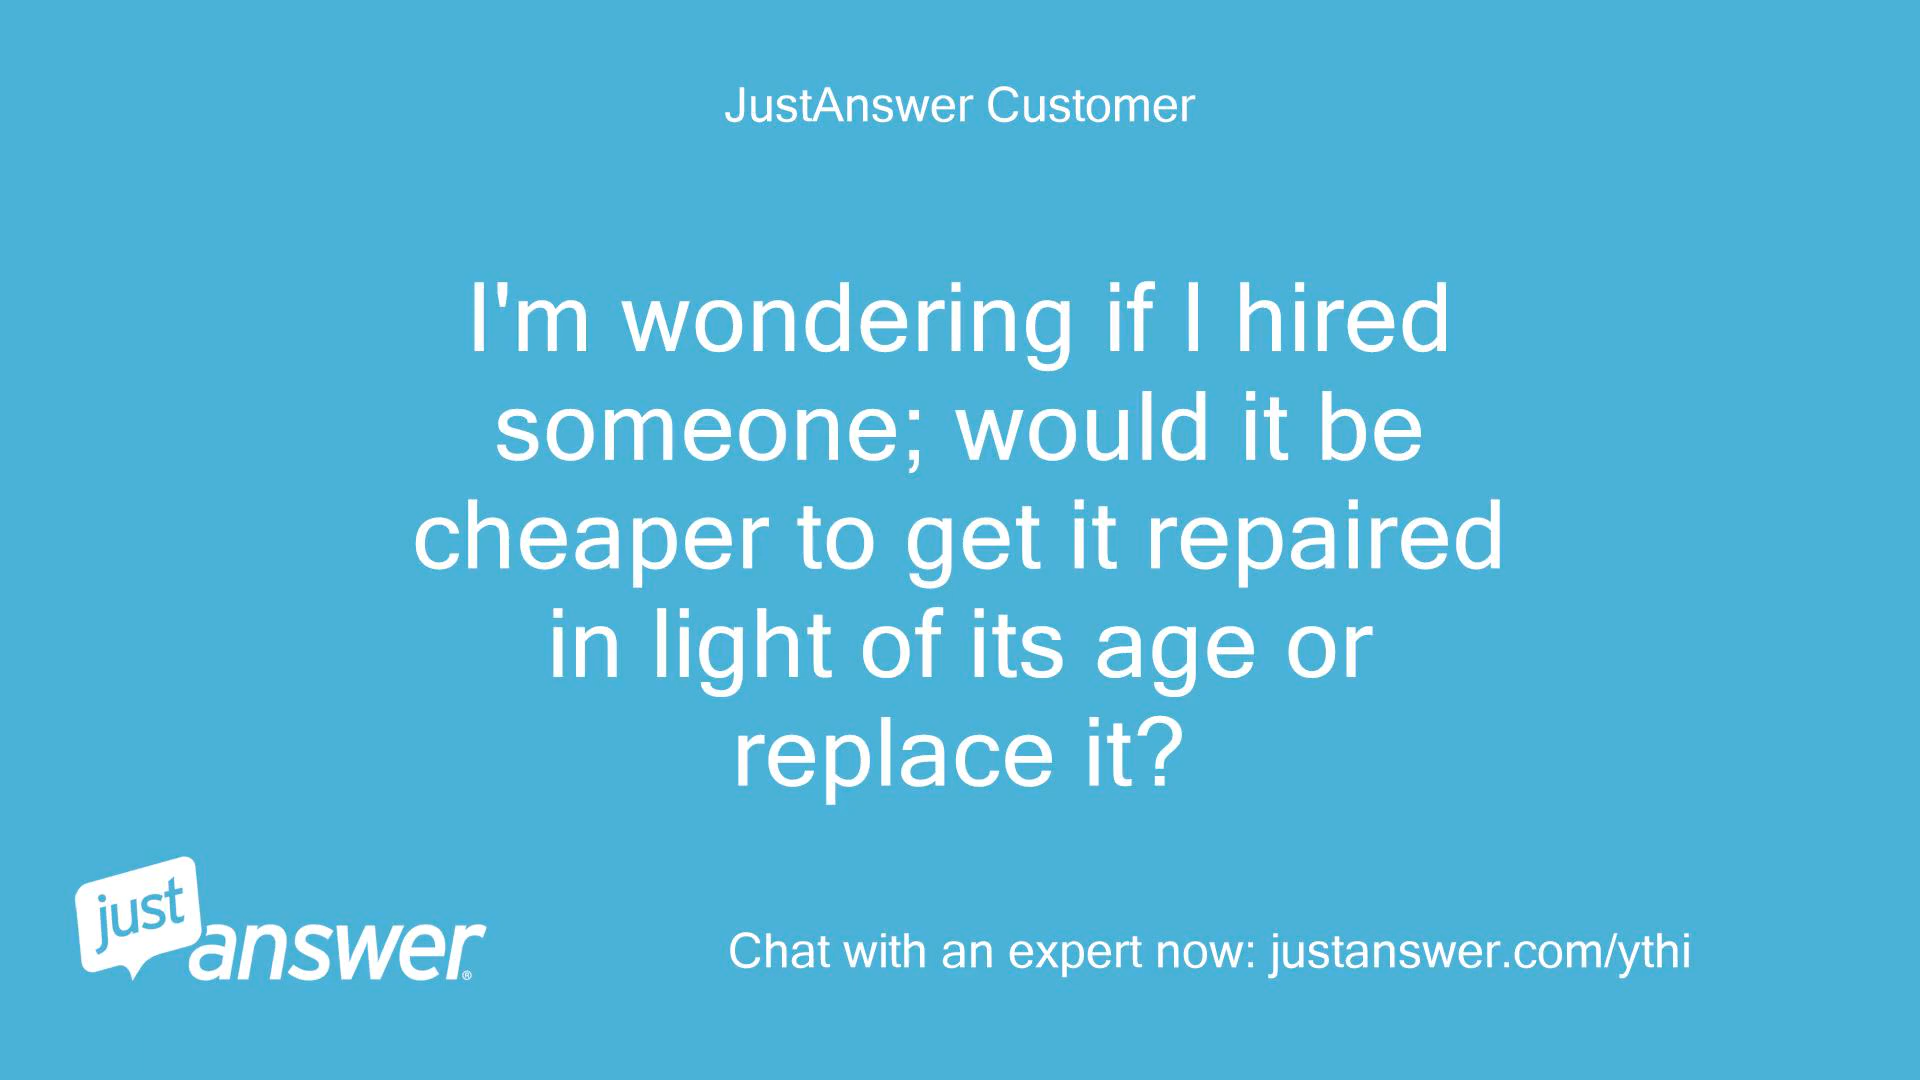 JustAnswer Customer
I'm wondering if I hired
someone; would it be
cheaper to get it repaired
in light of its age or
replace it?
just
answer®
Chat with an expert now: justanswer.com/ythi